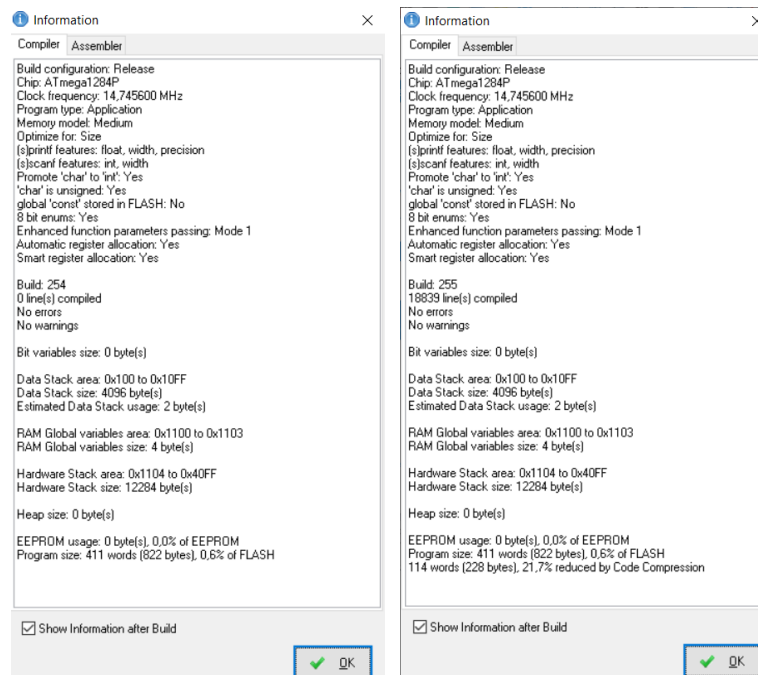 Information
Compiler Assembler
Build configuration: Release
Chip: ATmega1284P
Clock frequency: 14,745600 MHz
Program type: Application
Memory model: Medium
Optimize for: Size
(s)printf features: float, width, precision
(s)scanf features: int, width
Promote 'char' to 'int': Yes
'char' is unsigned: Yes
global 'const' stored in FLASH: No
8 bit enums: Yes
Enhanced function parameters passing: Mode 1
Automatic register allocation: Yes
Smart register allocation: Yes
Build: 254
0 line(s) compiled
No errors
No warnings
Bit variables size: 0 byte(s)
Data Stack area: 0x100 to 0x10FF
Data Stack size: 4096 byte(s)
Estimated Data Stack usage: 2 byte(s)
RAM Global variables area: 0x1100 to 0x1103
RAM Global variables size: 4 byte(s)
Hardware Stack area: 0x1104 to 0x40FF
Hardware Stack size: 12284 byte(s)
Heap size: 0 byte(s)
EEPROM usage: 0 byte(s), 0,0% of EEPROM
Program size: 411 words (822 bytes), 0,6% of FLASH
Show Information after Build
OK
Information
Compiler Assembler
Build configuration: Release
Chip: ATmega1284P
Clock frequency: 14,745600 MHz
Program type: Application
Memory model: Medium
Optimize for: Size
(s)printf features: float, width, precision
(s)scanf features: int, width
Promote 'char' to 'int': Yes
'char' is unsigned: Yes
global 'const' stored in FLASH: No
8 bit enums: Yes
Enhanced function parameters passing: Mode 1
Automatic register allocation: Yes
Smart register allocation: Yes
Build: 255
18839 line(s) compiled
No errors
No warnings
Bit variables size: 0 byte(s)
Data Stack area: 0x100 to 0x10FF
Data Stack size: 4096 byte(s)
Estimated Data Stack usage: 2 byte(s)
RAM Global variables area: 0x1100 to 0x1103
RAM Global variables size: 4 byte(s)
Hardware Stack area: 0x1104 to 0x40FF
Hardware Stack size: 12284 byte(s)
Heap size: 0 byte(s)
EEPROM usage: 0 byte(s), 0,0% of EEPROM
Program size: 411 words (822 bytes), 0,6% of FLASH
114 words (228 bytes), 21,7% reduced by Code Compression
Show Information after Build
OK